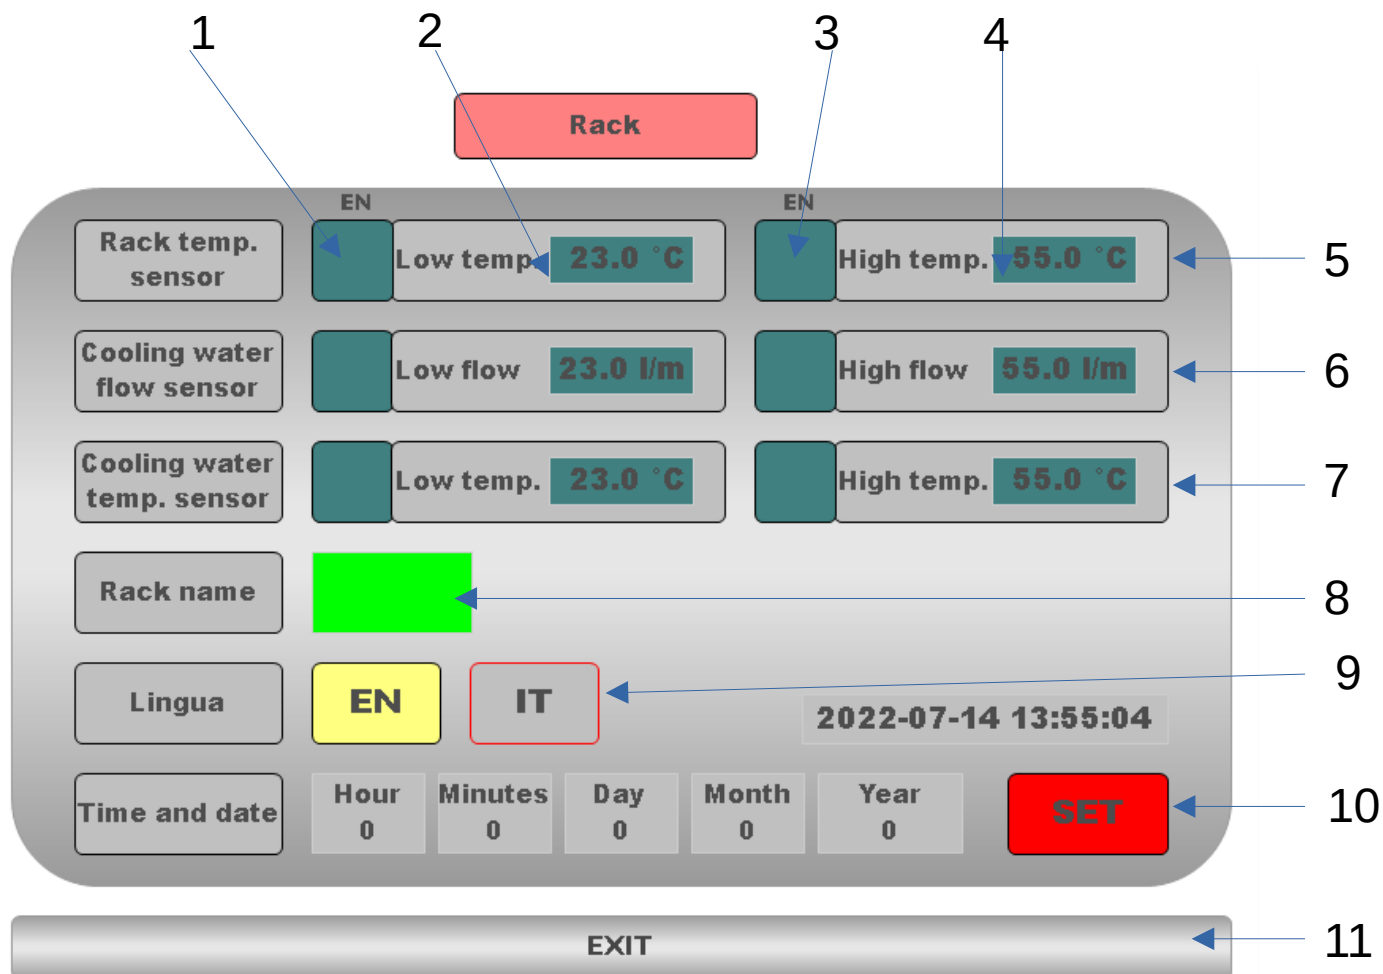 1 2 3 4
Rack
EN EN
Rack temp. sensor Low temp. 23.0 °C High temp. 55.0 °C 5
Cooling water flow sensor Low flow 23.0 l/m High flow 55.0 l/m 6
Cooling water temp. sensor Low temp. 23.0 °C High temp. 55.0 °C 7
Rack name 8
Lingua EN IT 9
2022-07-14 13:55:04
Time and date Hour 0 Minutes 0 Day 0 Month 0 Year 0 SET 10
EXIT 11